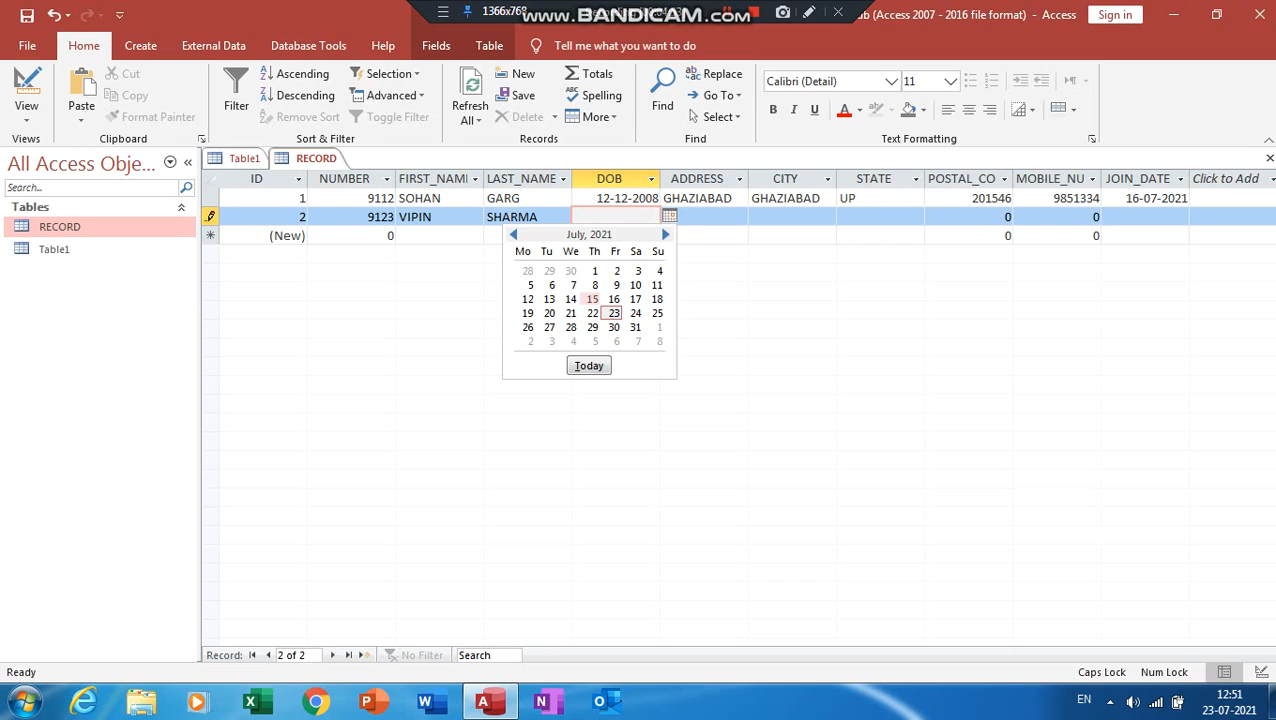 1366x768
www.BANDICAM.com
ub (Access 2007 - 2016 file format) - Access
Sign in
File Home Create External Data Database Tools Help Fields Table Tell me what you want to do
View
Views
Paste
Cut
Copy
Format Painter
Clipboard
Filter
Ascending
Descending
Remove Sort
Selection
Advanced
Toggle Filter
Sort & Filter
Refresh All
New
Save
Delete
Totals
Spelling
More
Records
Find
Replace
Go To
Select
Find
Calibri (Detail) 11
B I U A
Text Formatting
All Access Obje...
Search...
Tables
RECORD
Table1
Table1 RECORD
ID NUMBER FIRST_NAMI LAST_NAME DOB ADDRESS CITY STATE POSTAL_CO MOBILE_NU JOIN_DATE Click to Add
1 9112 SOHAN GARG 12-12-2008 GHAZIABAD GHAZIABAD UP 201546 9851334 16-07-2021
2 9123 VIPIN SHARMA 0 0
(New) 0 0 0
July, 2021
Mo Tu We Th Fr Sa Su
28 29 30 1 2 3 4
5 6 7 8 9 10 11
12 13 14 15 16 17 18
19 20 21 22 23 24 25
26 27 28 29 30 31 1
2 3 4 5 6 7 8
Today
Record: 2 of 2 No Filter Search
Ready
Caps Lock Num Lock
EN
12:51
23-07-2021